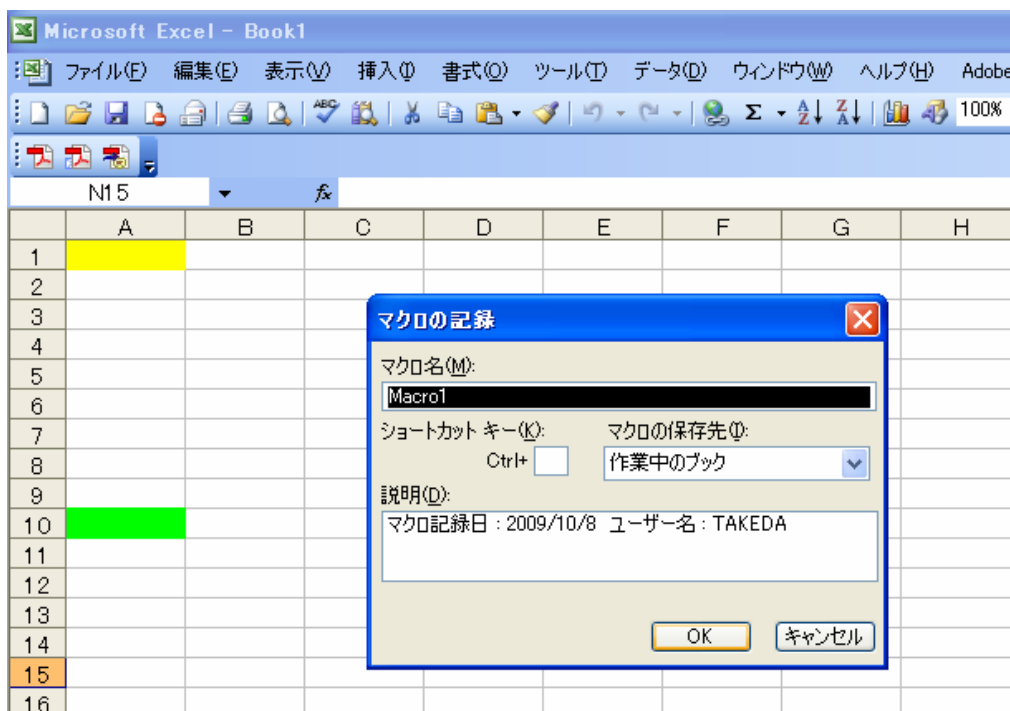 Microsoft Excel - Book1
ファイル(F) 編集(E) 表示(V) 挿入(I) 書式(O) ツール(T) データ(D) ウィンドウ(W) ヘルプ(H) Adobe
ABC Σ A Z Z A 100%
N15 fx
A B C D E F G H
1
2
3
マクロの記録
4
マクロ名(M):
5
Macro1
6
7
ショートカット キー(K): マクロの保存先(I):
8
Ctrl+ 作業中のブック
9
説明(D):
10
マクロ記録日 : 2009/10/8 ユーザー名 : TAKEDA
11
12
13
14
OK キャンセル
15
16